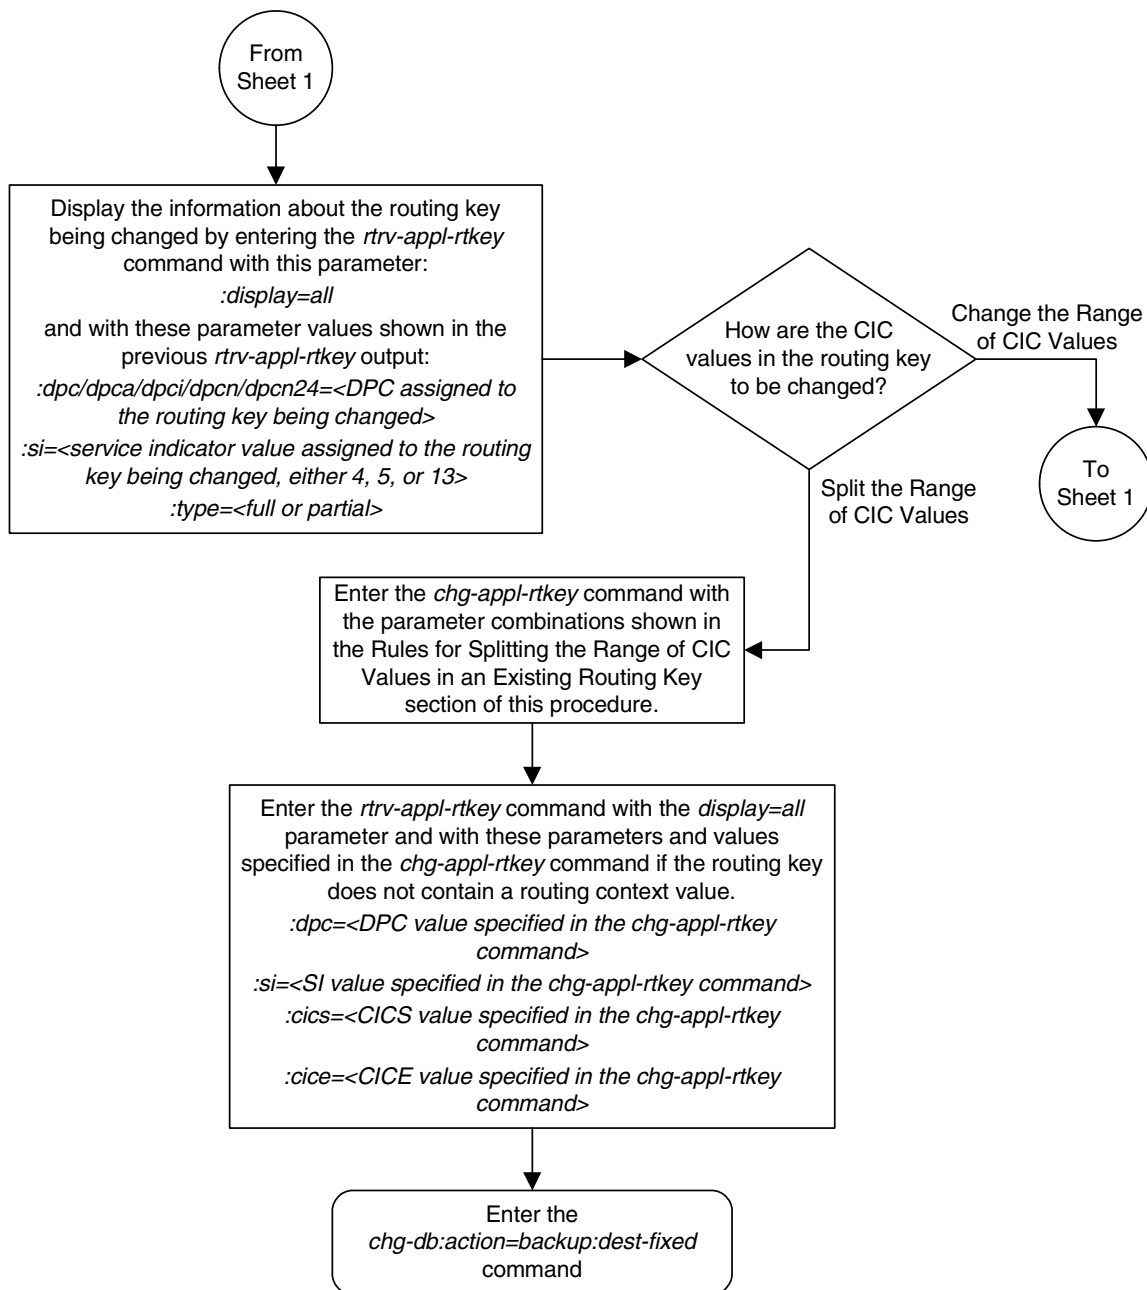 From
Sheet 1
Display the information about the routing key
being changed by entering the rtrv-appl-rtkey
command with this parameter:
:display=all
and with these parameter values shown in the
previous rtrv-appl-rtkey output:
:dpc/dpca/dpci/dpcn/dpcn24=<DPC assigned to
the routing key being changed>
:si=<service indicator value assigned to the routing
key being changed, either 4, 5, or 13>
:type=<full or partial>
How are the CIC
values in the routing key
to be changed?
Change the Range
of CIC Values
To
Sheet 1
Split the Range
of CIC Values
Enter the chg-appl-rtkey command with
the parameter combinations shown in
the Rules for Splitting the Range of CIC
Values in an Existing Routing Key
section of this procedure.
Enter the rtrv-appl-rtkey command with the display=all
parameter and with these parameters and values
specified in the chg-appl-rtkey command if the routing key
does not contain a routing context value.
:dpc=<DPC value specified in the chg-appl-rtkey
command>
:si=<SI value specified in the chg-appl-rtkey command>
:cics=<CICS value specified in the chg-appl-rtkey
command>
:cice=<CICE value specified in the chg-appl-rtkey
command>
Enter the
chg-db:action=backup:dest-fixed
command